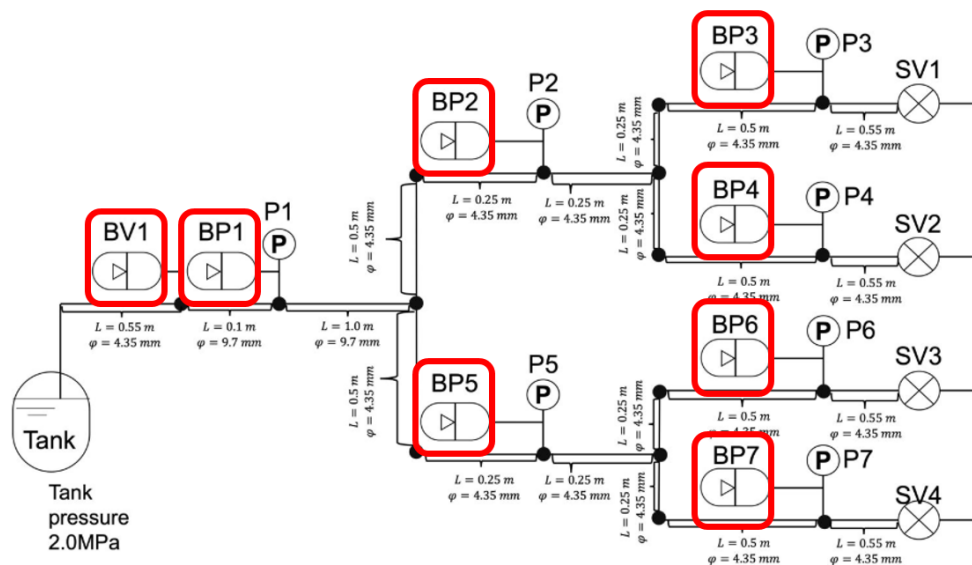 BP3
P
P3
SV1
L = 0.5 m
φ = 4.35 mm
L = 0.55 m
φ = 4.35 mm
BP2
P2
P
L = 0.25 m
φ = 4.35 mm
L = 0.25 m
φ = 4.35 mm
L = 0.25 m
φ = 4.35 mm
L = 0.25 m
φ = 4.35 mm
BP4
P
P4
SV2
L = 0.5 m
φ = 4.35 mm
L = 0.55 m
φ = 4.35 mm
BV1
BP1
P1
P
L = 0.5 m
φ = 4.35 mm
L = 0.55 m
φ = 4.35 mm
L = 0.1 m
φ = 9.7 mm
L = 1.0 m
φ = 9.7 mm
L = 0.5 m
φ = 4.35 mm
BP6
P
P6
SV3
L = 0.5 m
φ = 4.35 mm
L = 0.55 m
φ = 4.35 mm
BP5
P5
P
L = 0.25 m
φ = 4.35 mm
L = 0.25 m
φ = 4.35 mm
L = 0.25 m
φ = 4.35 mm
L = 0.25 m
φ = 4.35 mm
BP7
P
P7
SV4
L = 0.5 m
φ = 4.35 mm
L = 0.55 m
φ = 4.35 mm
Tank
Tank
pressure
2.0MPa